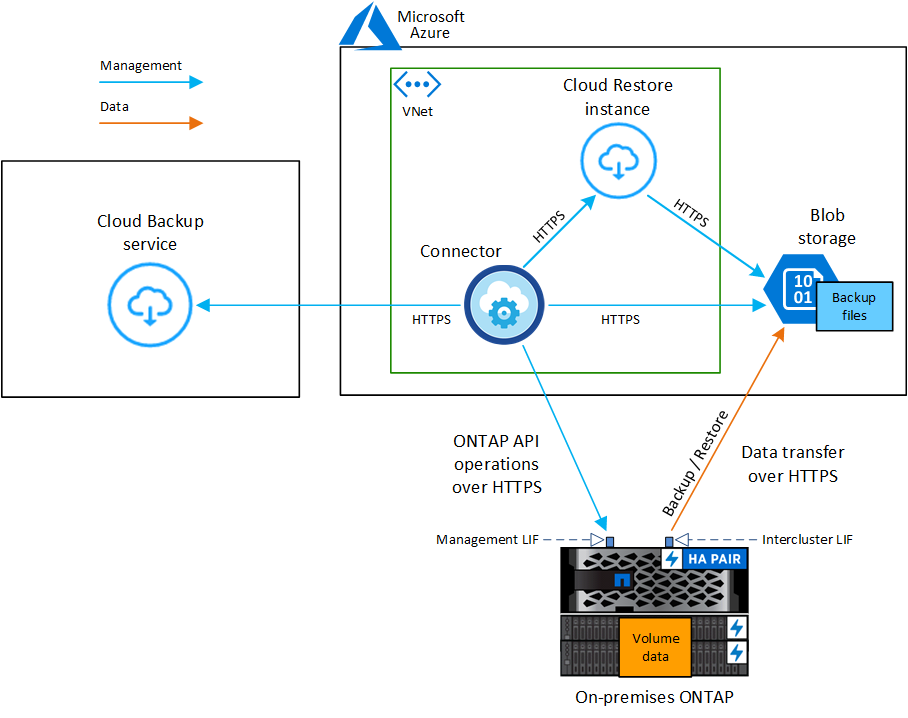 Microsoft
Azure
Management
Data
VNet
Cloud Restore
instance
Cloud Backup
service
Connector
HTTPS
HTTPS
Blob
storage
10
01
Backup
files
HTTPS
HTTPS
ONTAP API
operations
over HTTPS
Backup / Restore
Data transfer
over HTTPS
Management LIF
Intercluster LIF
HA PAIR
Volume
data
On-premises ONTAP